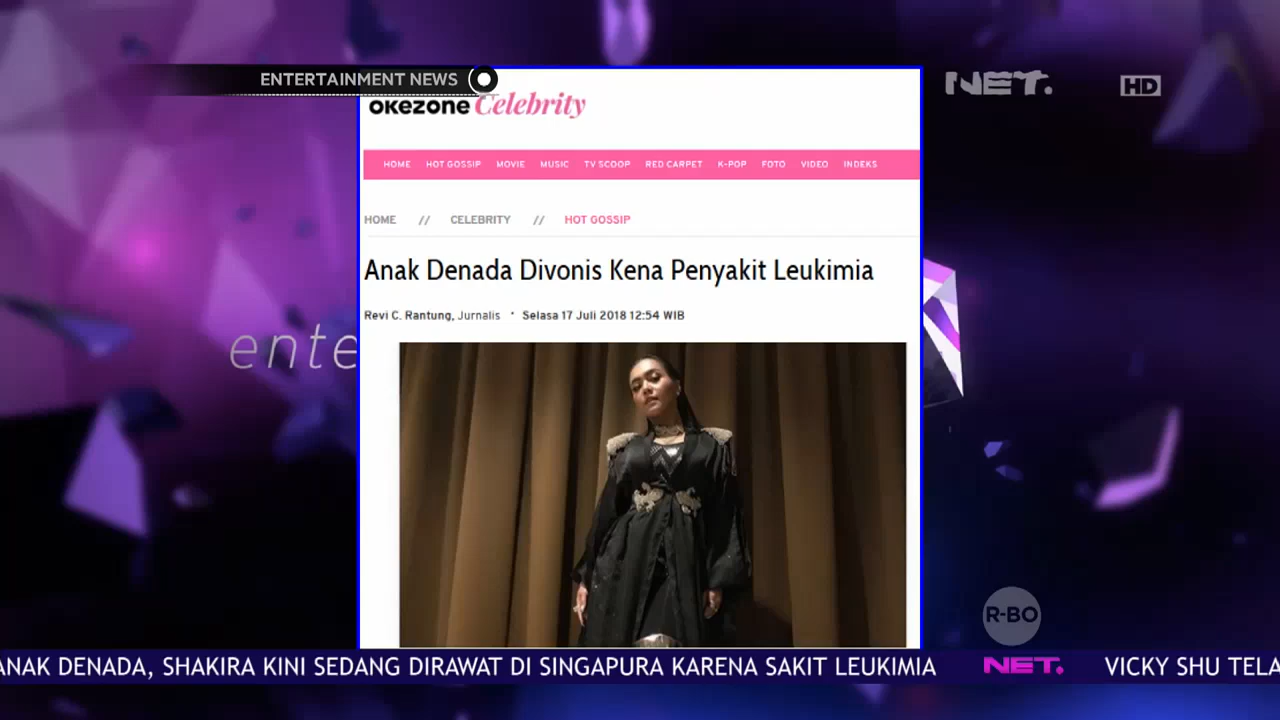 ENTERTAINMENT NEWS
NET.
HD
okezone Celebrity
HOME HOT GOSSIP MOVIE MUSIC TV SCOOP RED CARPET K-POP FOTO VIDEO INDEKS
HOME // CELEBRITY // HOT GOSSIP
Anak Denada Divonis Kena Penyakit Leukimia
Revi C. Rantung, Jurnalis · Selasa 17 Juli 2018 12:54 WIB
ente
R-BO
ANAK DENADA, SHAKIRA KINI SEDANG DIRAWAT DI SINGAPURA KARENA SAKIT LEUKIMIA NET. VICKY SHU TELA